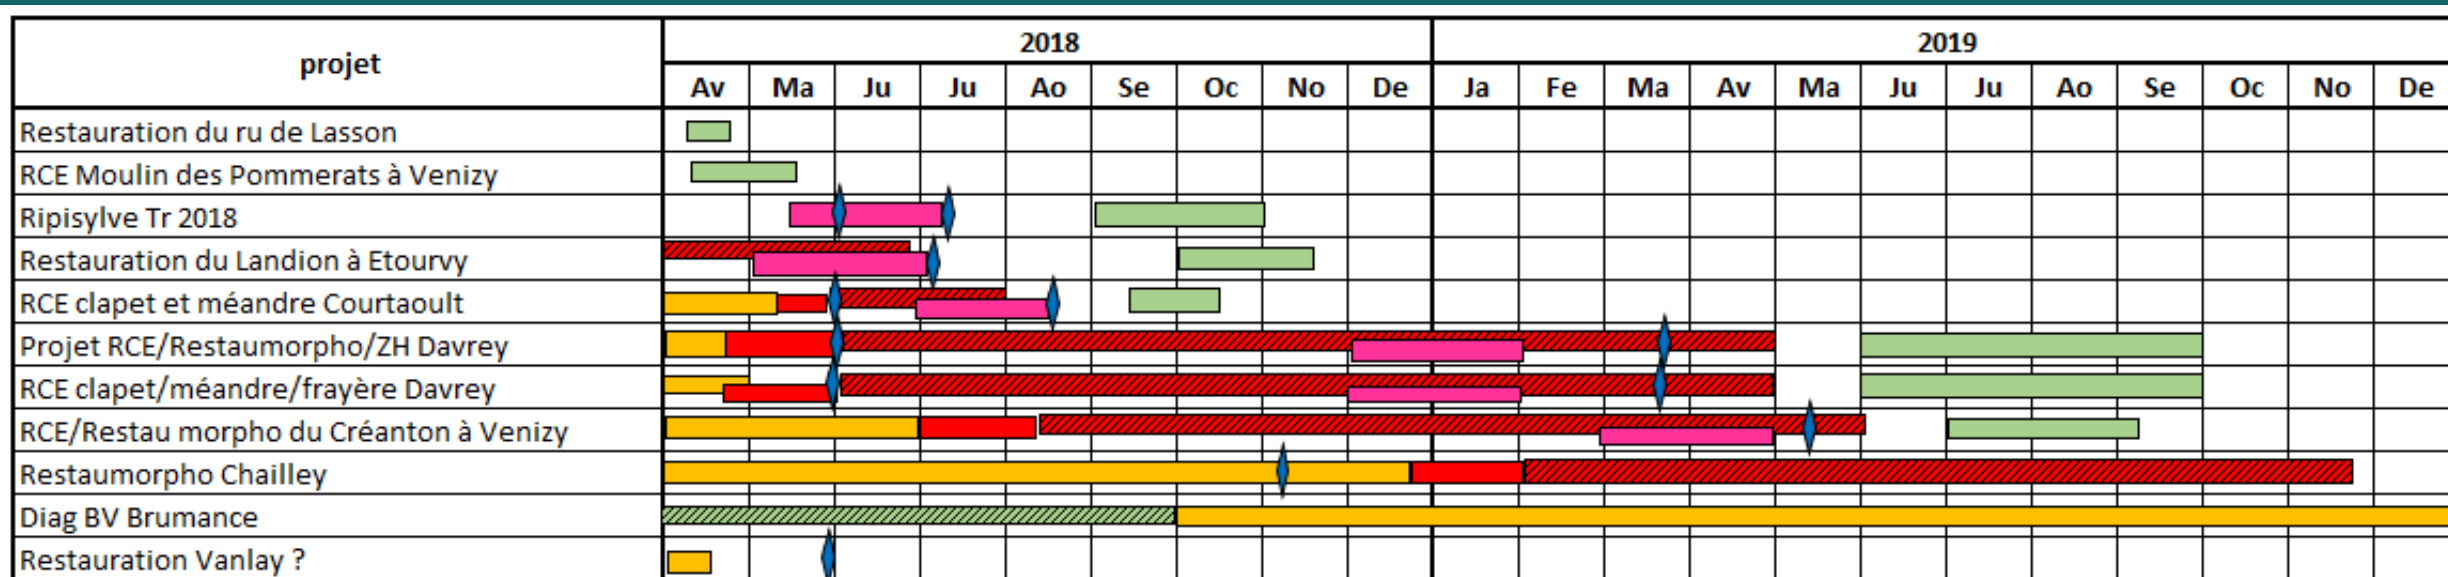 projet
2018 2019
Av Ma Ju Ju Ao Se Oc No De Ja Fe Ma Av Ma Ju Ju Ao Se Oc No De
Restauration du ru de Lasson
RCE Moulin des Pommerats à Venizy
Ripisylve Tr 2018
Restauration du Landion à Etourvy
RCE clapet et méandre Courtaoult
Projet RCE/Restaumorpho/ZH Davrey
RCE clapet/méandre/frayère Davrey
RCE/Restau morpho du Créanton à Venizy
Restaumorpho Chailley
Diag BV Brumance
Restauration Vanlay ?